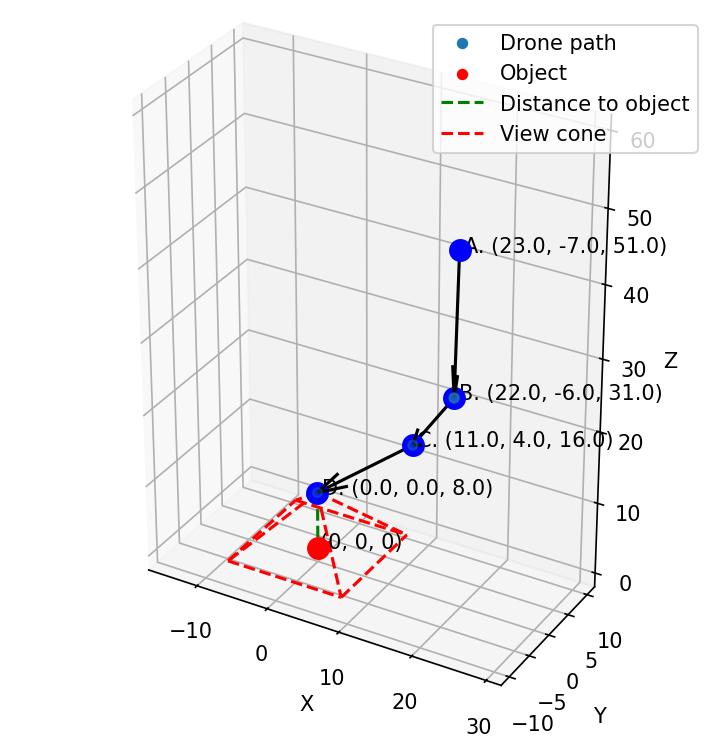 Drone path
Object
Distance to object
View cone
60
50
A. (23.0, -7.0, 51.0)
40
Z
30
B. (22.0, -6.0, 31.0)
20
C. (11.0, 4.0, 16.0)
D. (0.0, 0.0, 8.0)
10
(0, 0, 0)
0
−10
0
10
20
30
X
−10
−5
0
5
10
Y